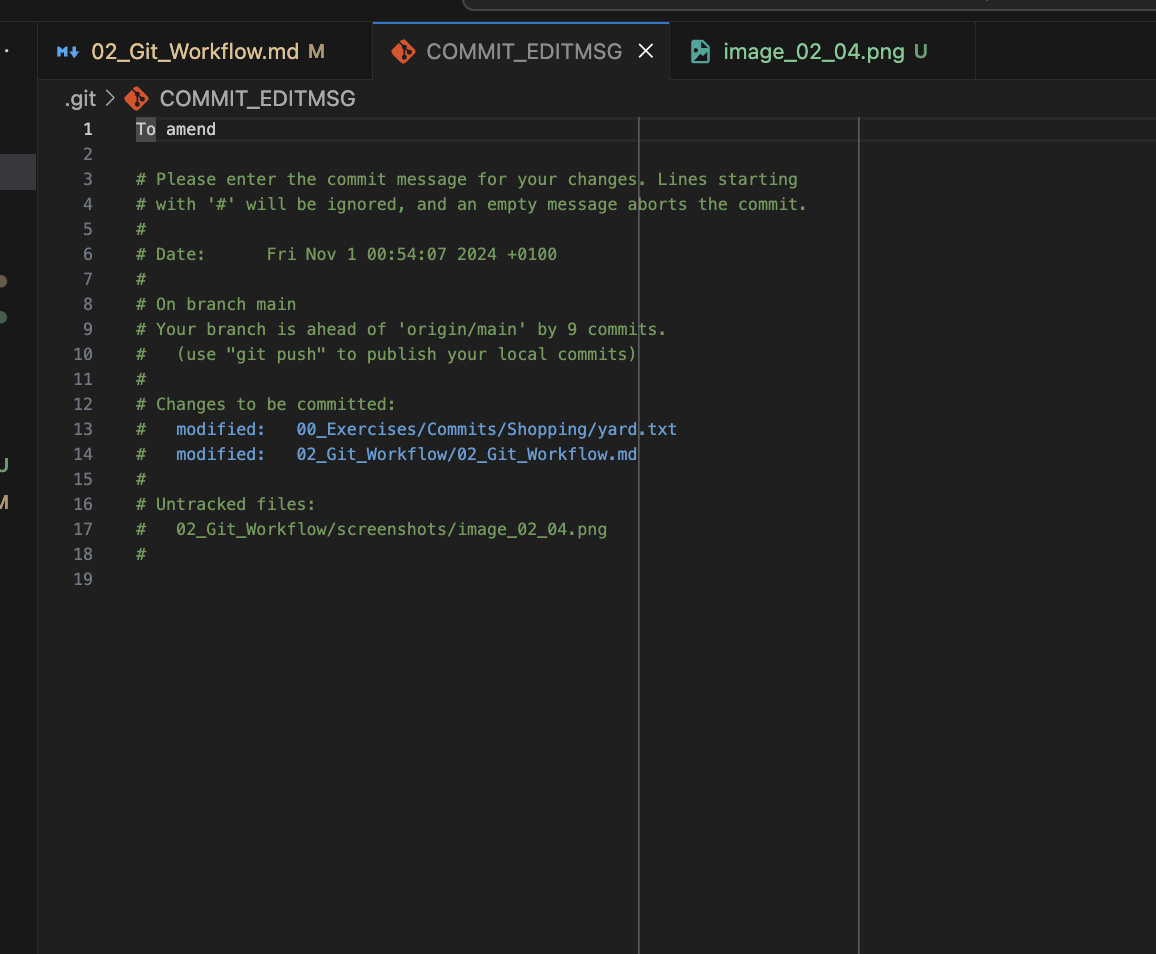 02_Git_Workflow.md M
COMMIT_EDITMSG
image_02_04.png U
.git > COMMIT_EDITMSG
1 To amend
2
3 # Please enter the commit message for your changes. Lines starting
4 # with '#' will be ignored, and an empty message aborts the commit.
5 #
6 # Date:      Fri Nov 1 00:54:07 2024 +0100
7 #
8 # On branch main
9 # Your branch is ahead of 'origin/main' by 9 commits.
10 #   (use "git push" to publish your local commits)
11 #
12 # Changes to be committed:
13 #   modified:   00_Exercises/Commits/Shopping/yard.txt
14 #   modified:   02_Git_Workflow/02_Git_Workflow.md
15 #
U
16 # Untracked files:
M
17 #   02_Git_Workflow/screenshots/image_02_04.png
18 #
19